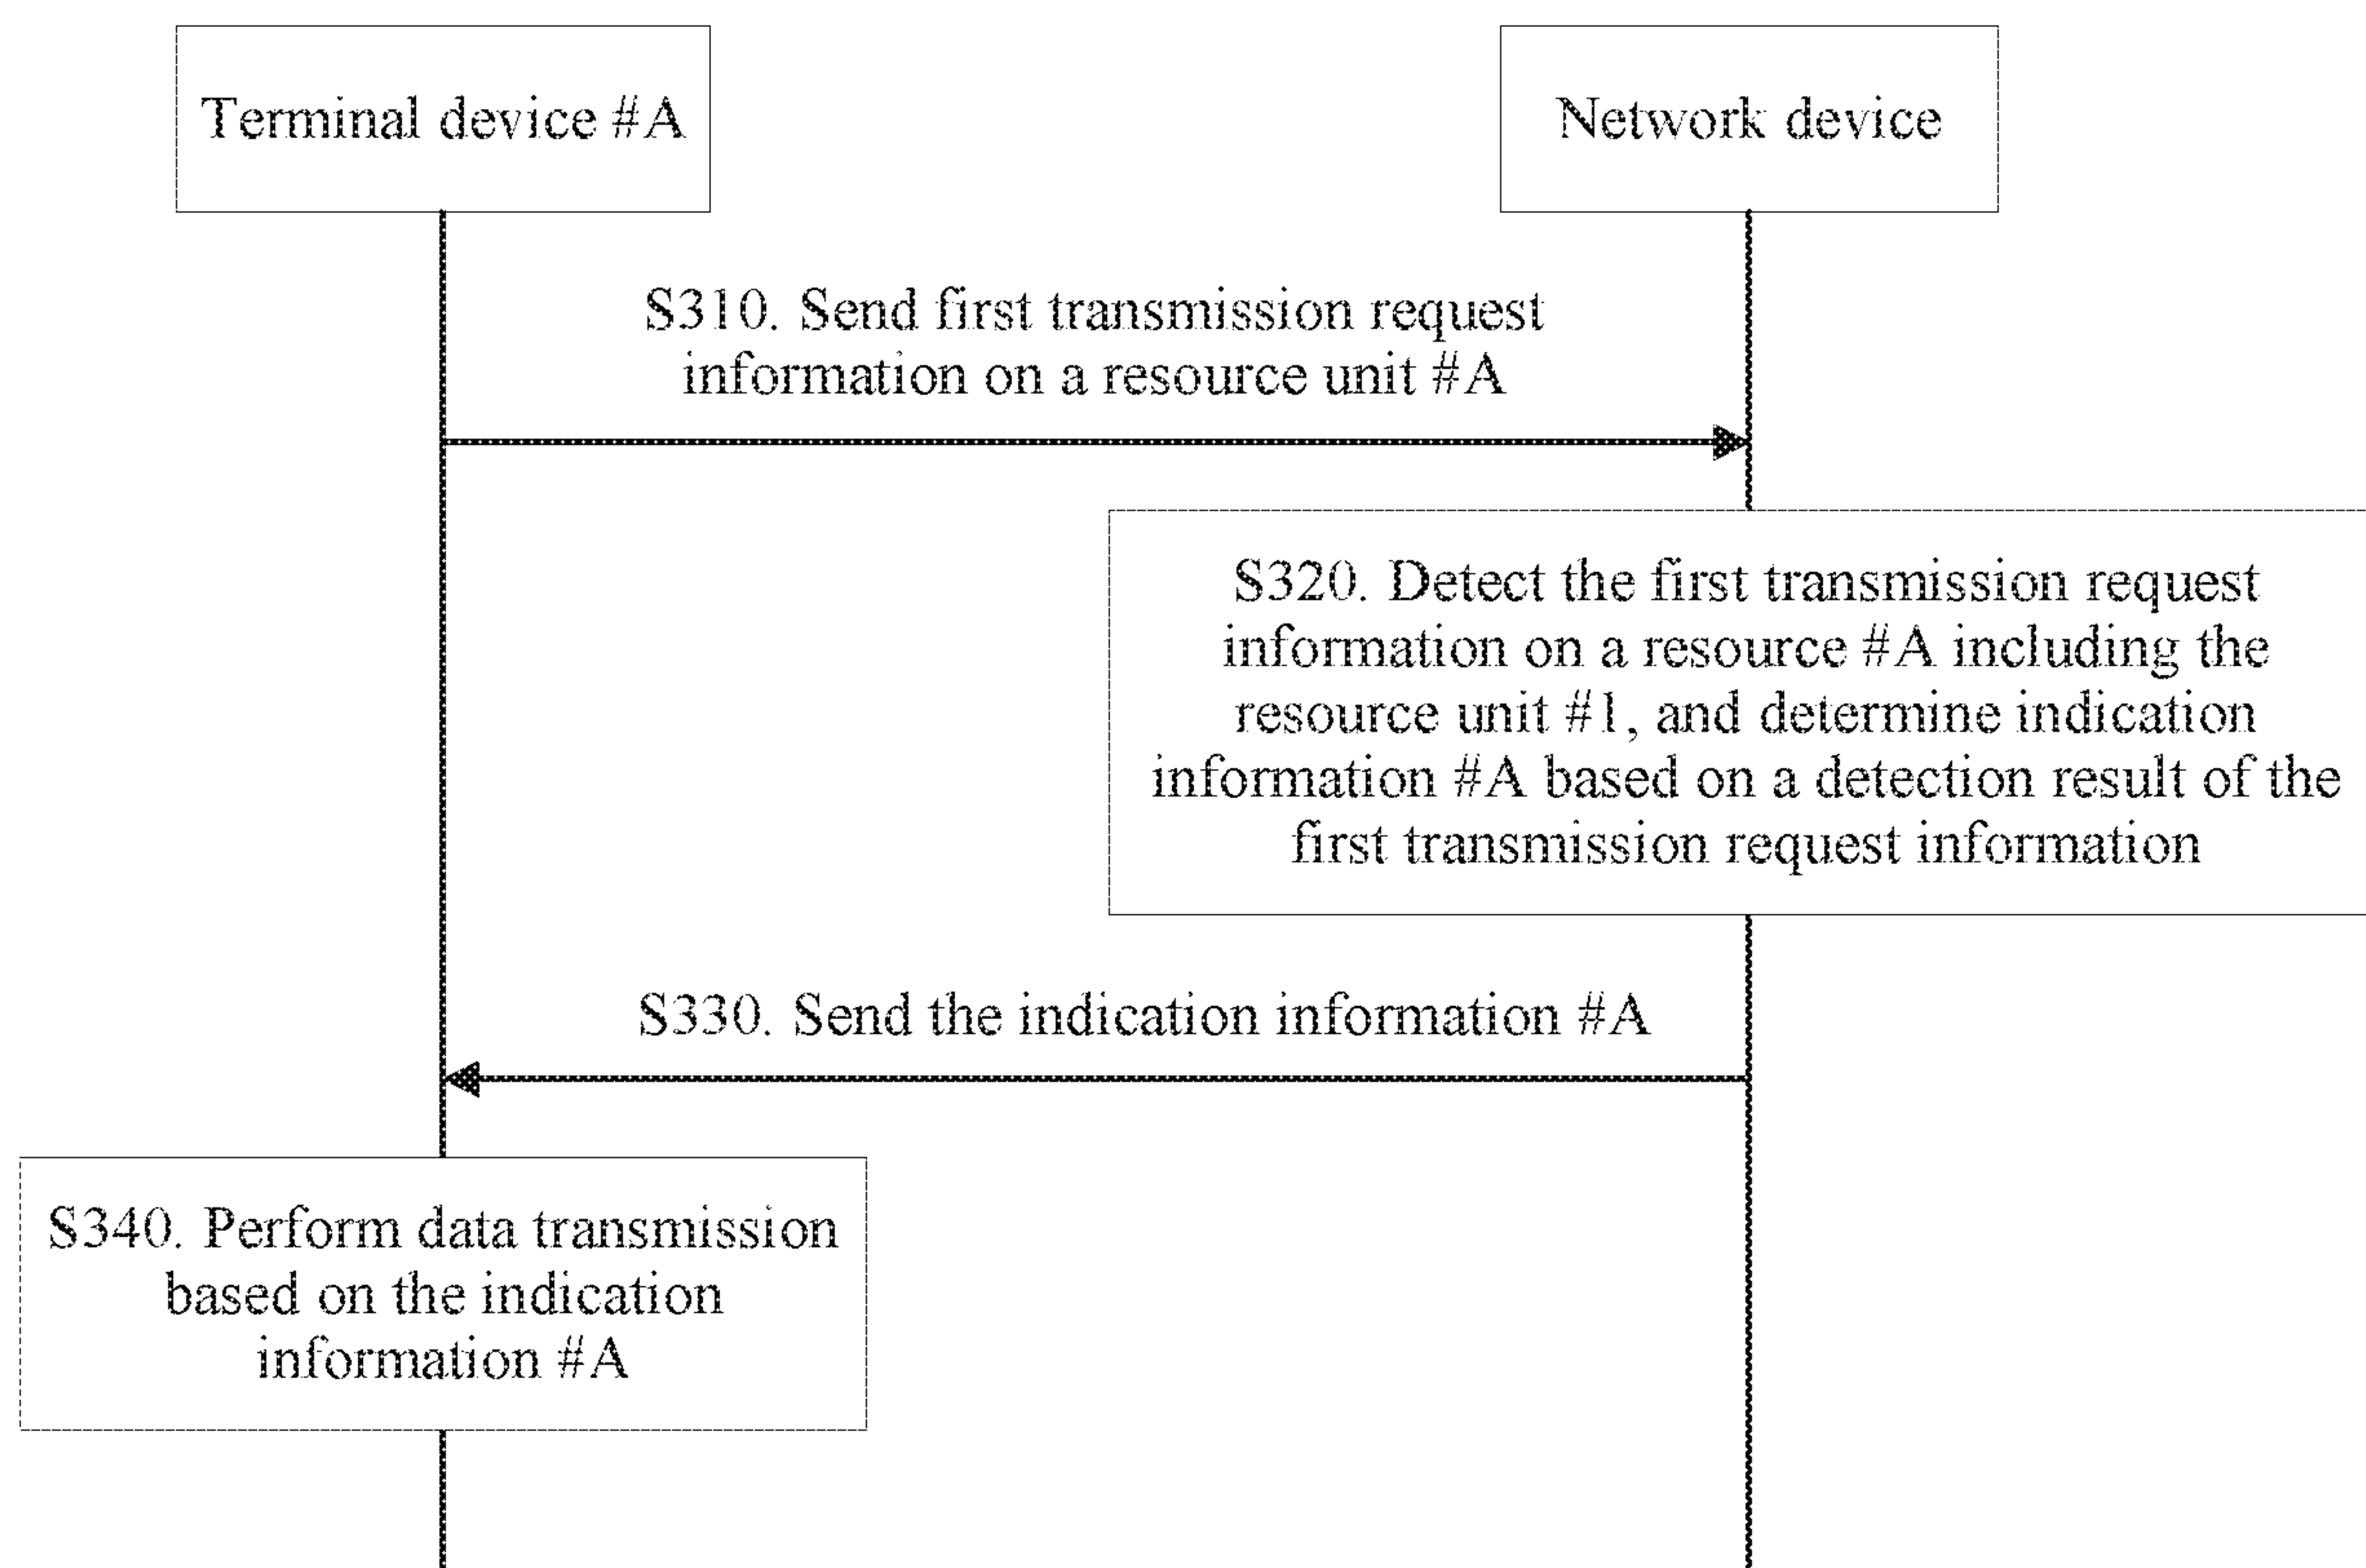 Terminal device #A
Network device
S310. Send first transmission request
information on a resource unit #A
S320. Detect the first transmission request
information on a resource #A including the
resource unit #1, and determine indication
information #A based on a detection result of the
first transmission request information
S330. Send the indication information #A
S340. Perform data transmission
based on the indication
information #A